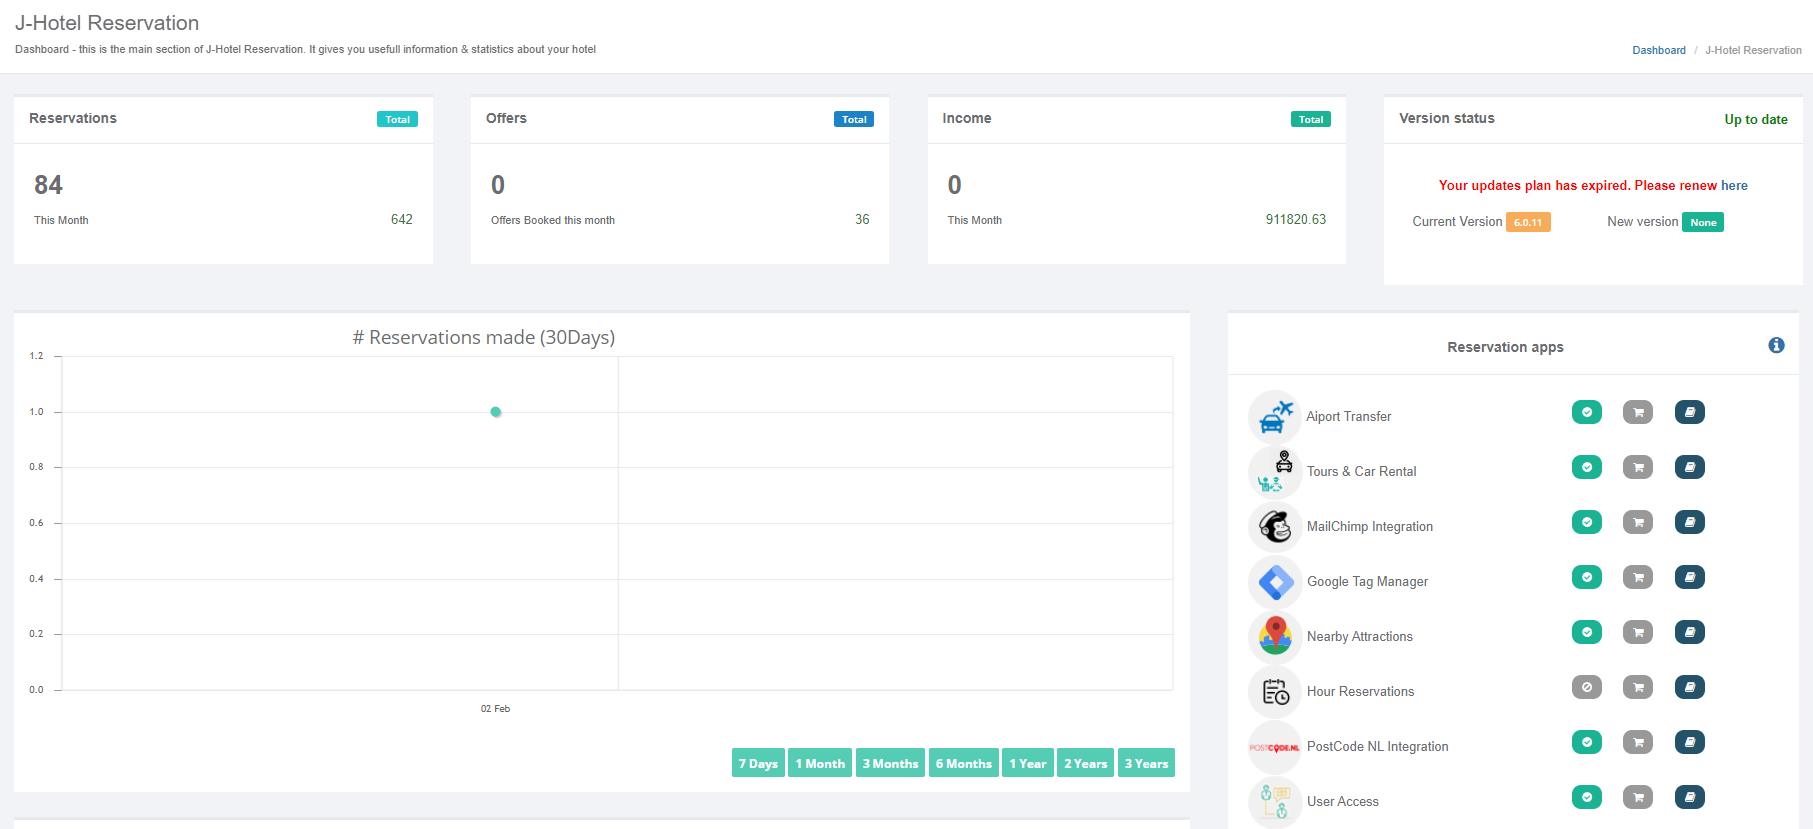 J-Hotel Reservation
Dashboard - this is the main section of J-Hotel Reservation. It gives you usefull information & statistics about your hotel
Dashboard / J-Hotel Reservation
Reservations Total
84
This Month 642
Offers Total
0
Offers Booked this month 36
Income Total
0
This Month 911820.63
Version status Up to date
Your updates plan has expired. Please renew here
Current Version 6.0.11 New version None
# Reservations made (30Days)
1.2
1.0
0.8
0.6
0.4
0.2
0.0
02 Feb
7 Days 1 Month 3 Months 6 Months 1 Year 2 Years 3 Years
Reservation apps
Aiport Transfer
Tours & Car Rental
MailChimp Integration
Google Tag Manager
Nearby Attractions
Hour Reservations
POSTCODE.NL PostCode NL Integration
User Access